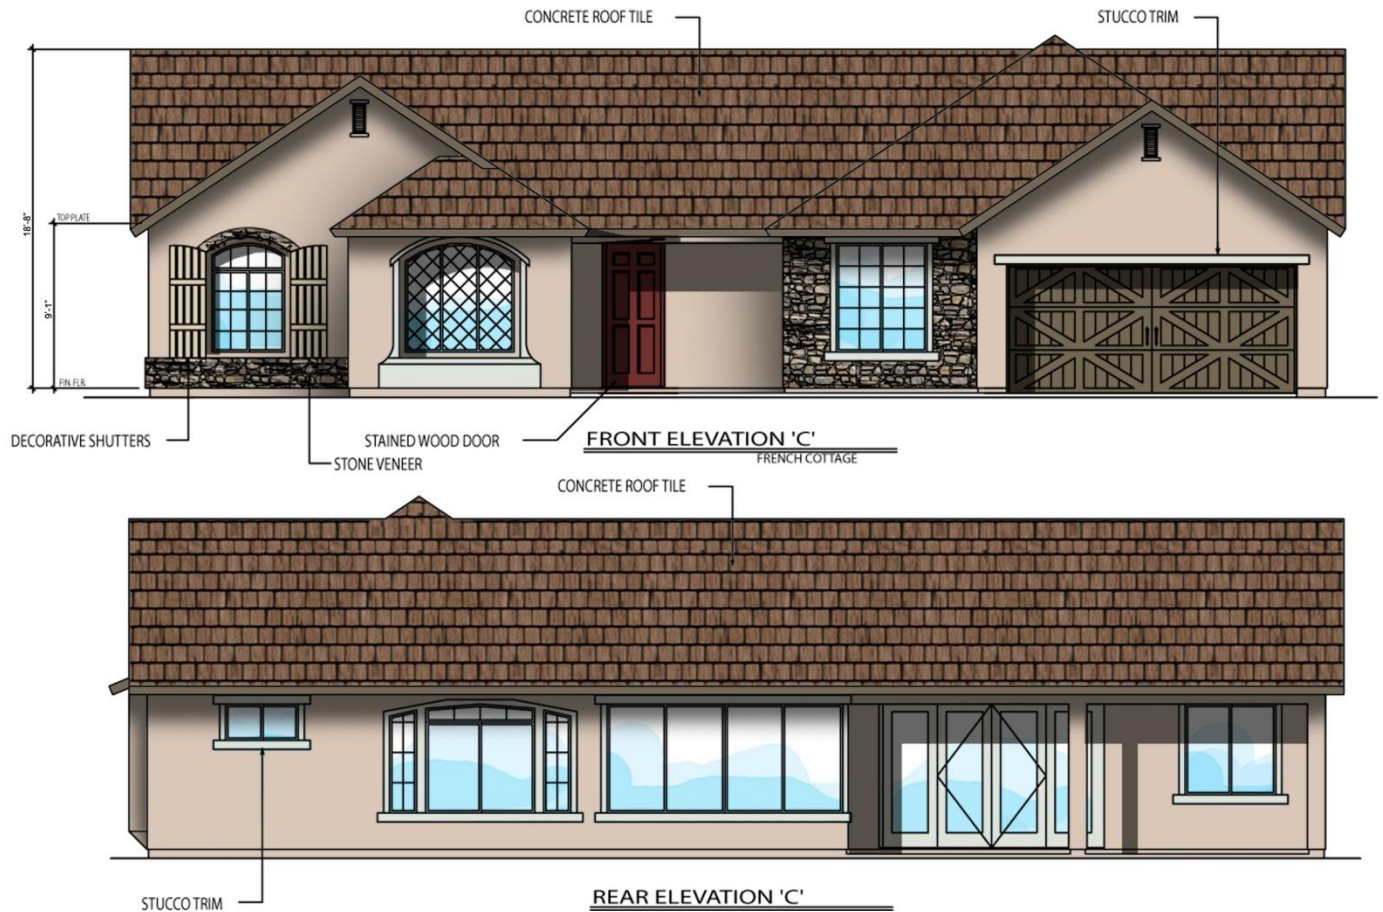 CONCRETE ROOF TILE
STUCCO TRIM
18'-8"
TOP PLATE
9'-1"
FIN. FLR.
DECORATIVE SHUTTERS
STAINED WOOD DOOR
STONE VENEER
FRONT ELEVATION 'C'
FRENCH COTTAGE
CONCRETE ROOF TILE
STUCCO TRIM
REAR ELEVATION 'C'